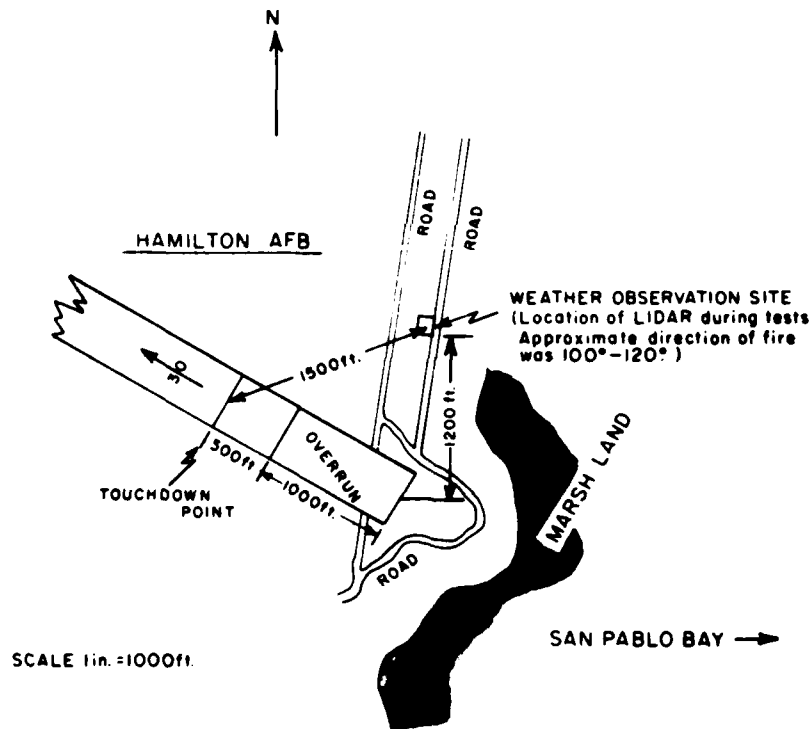 N
ROAD
ROAD
HAMILTON AFB
WEATHER OBSERVATION SITE
(Location of LIDAR during tests
Approximate direction of fire
was 100°-120°)
30
1500ft.
1200 ft.
OVERRUN
500ft
1000ft.
TOUCHDOWN
POINT
MARSH LAND
ROAD
SAN PABLO BAY
SCALE 1in.=1000ft.